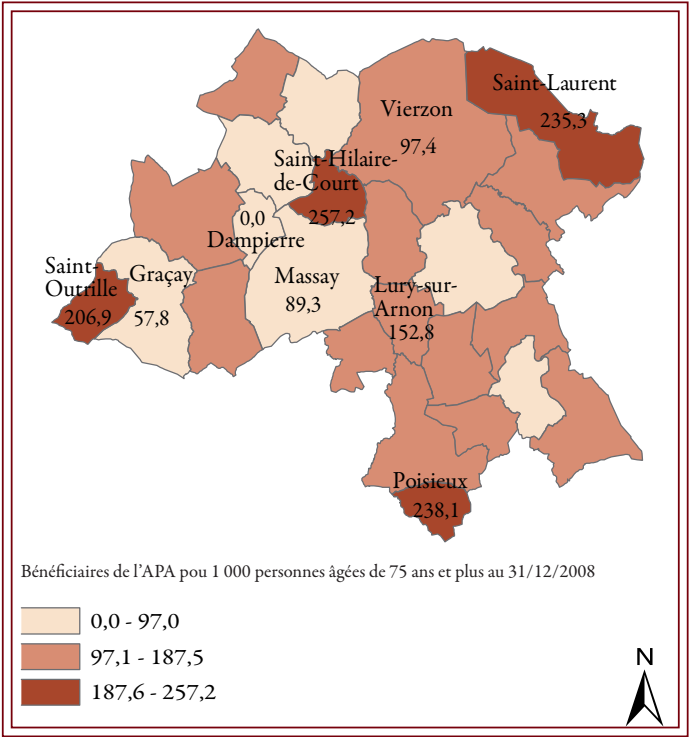 Saint-Laurent
235,3
Vierzon
97,4
Saint-Hilaire-
de-Court
257,2
0,0
Dampierre
Saint-
Outrille
206,9
Graçay
57,8
Massay
89,3
Lury-sur-
Arnon
152,8
Poisieux
238,1
Bénéficiaires de l'APA pou 1 000 personnes âgées de 75 ans et plus au 31/12/2008
0,0 - 97,0
97,1 - 187,5
187,6 - 257,2
N